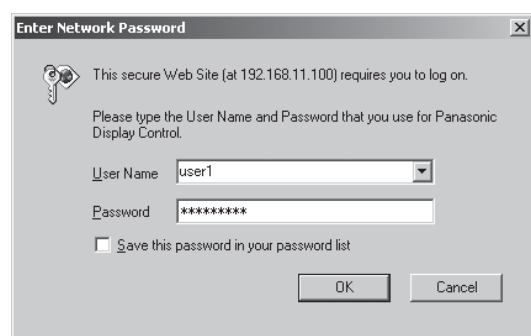 Enter Network Password
This secure Web Site (at 192.168.11.100) requires you to log on.
Please type the User Name and Password that you use for Panasonic
Display Control.
User Name user1
Password *********
Save this password in your password list
OK Cancel